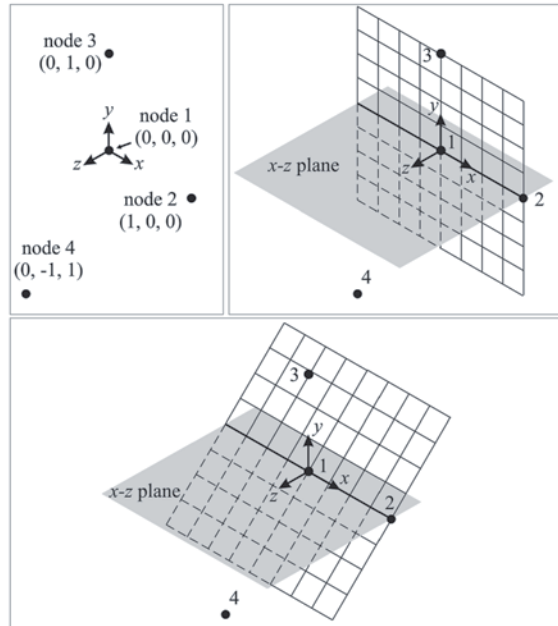 node 3
(0, 1, 0)
y
node 1
(0, 0, 0)
z
x
node 2
(1, 0, 0)
node 4
(0, -1, 1)
3
y
1
z
x
x-z plane
2
4
3
y
1
x
z
x-z plane
2
4